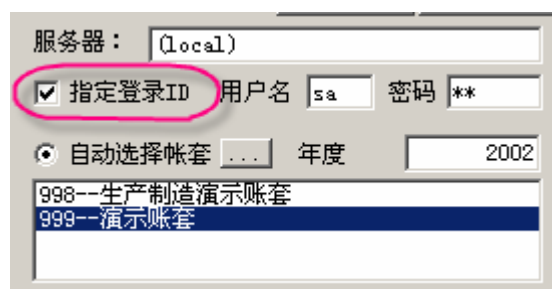 服务器： (local)
指定登录ID 用户名 sa 密码 **
自动选择帐套 ... 年度 2002
998--生产制造演示账套
999--演示账套